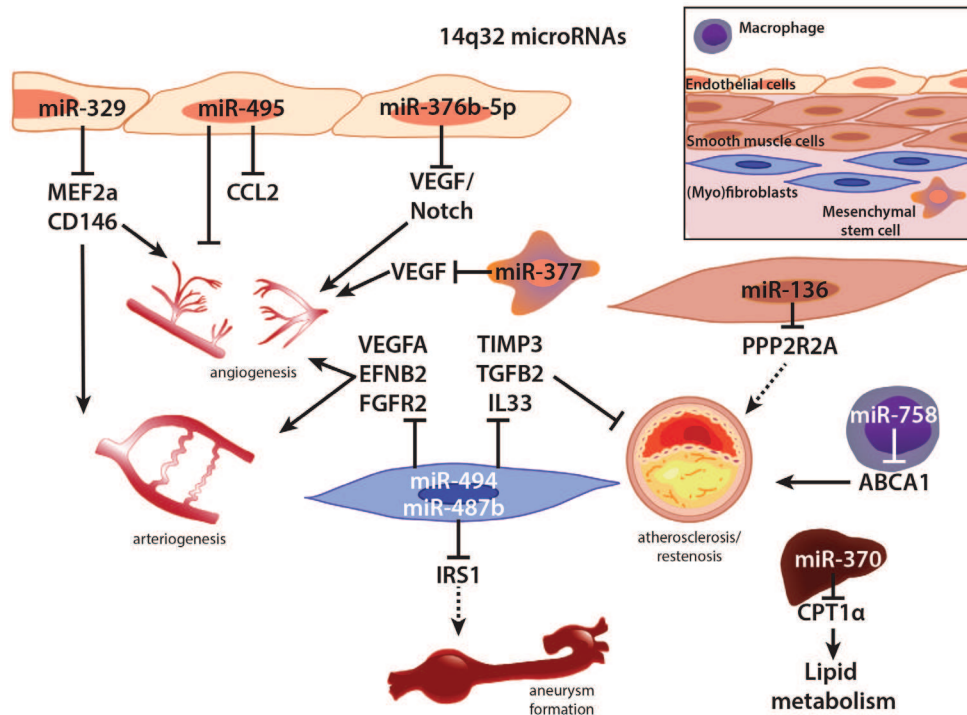 14q32 microRNAs
Macrophage
Endothelial cells
Smooth muscle cells
(Myo)fibroblasts
Mesenchymal
stem cell
miR-329
miR-495
miR-376b-5p
MEF2a
CD146
CCL2
VEGF/
Notch
VEGF
miR-377
miR-136
PPP2R2A
angiogenesis
VEGFA
EFNB2
FGFR2
TIMP3
TGFB2
IL33
miR-758
ABCA1
arteriogenesis
miR-494
miR-487b
atherosclerosis/
restenosis
IRS1
miR-370
CPT1α
Lipid
metabolism
aneurysm
formation